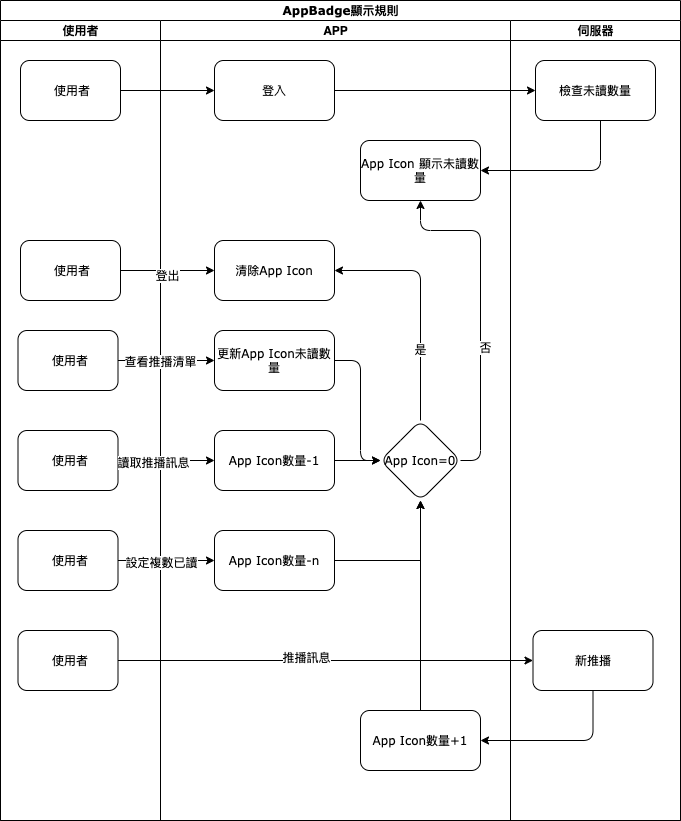 AppBadge顯示規則
使用者
APP
伺服器
使用者
登入
檢查未讀數量
App Icon 顯示未讀數
量
使用者
登出
清除App Icon
是
否
使用者
查看推播清單
更新App Icon未讀數
量
使用者
讀取推播訊息
App Icon數量-1
App Icon=0
使用者
設定複數已讀
App Icon數量-n
使用者
推播訊息
新推播
App Icon數量+1